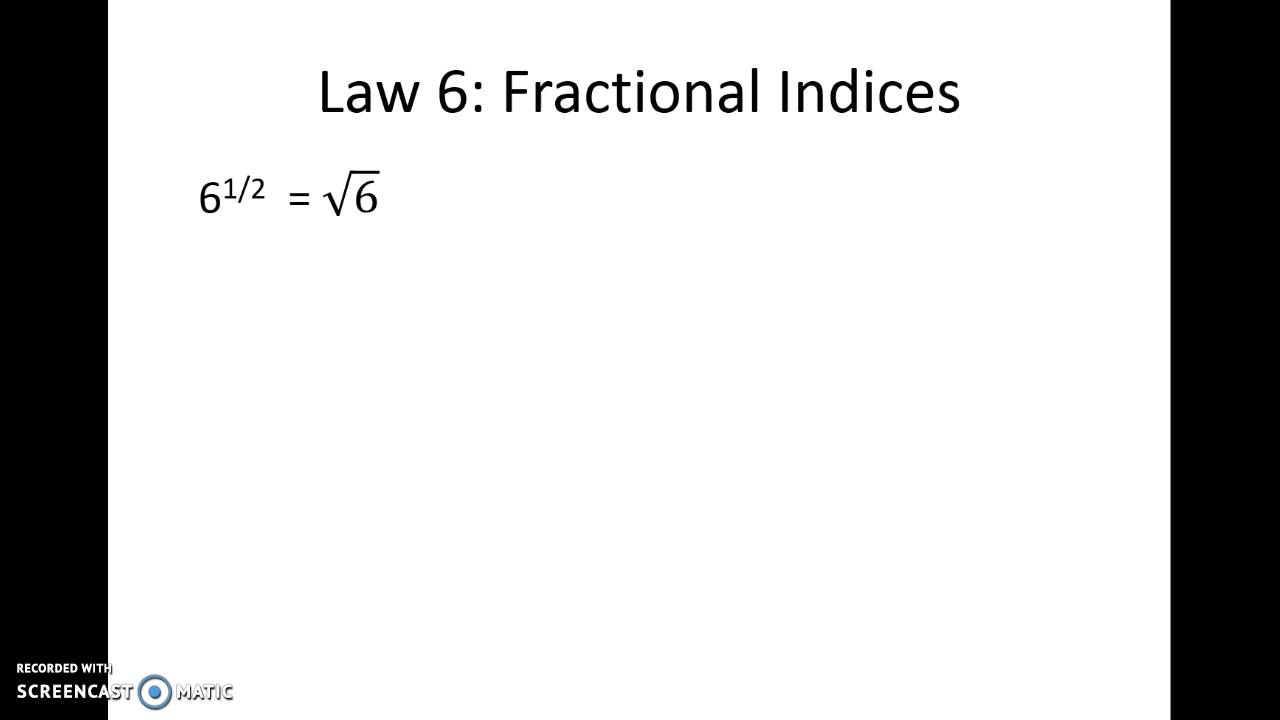 Law 6: Fractional Indices
6^{1/2} = √6
RECORDED WITH
SCREENCAST MATIC